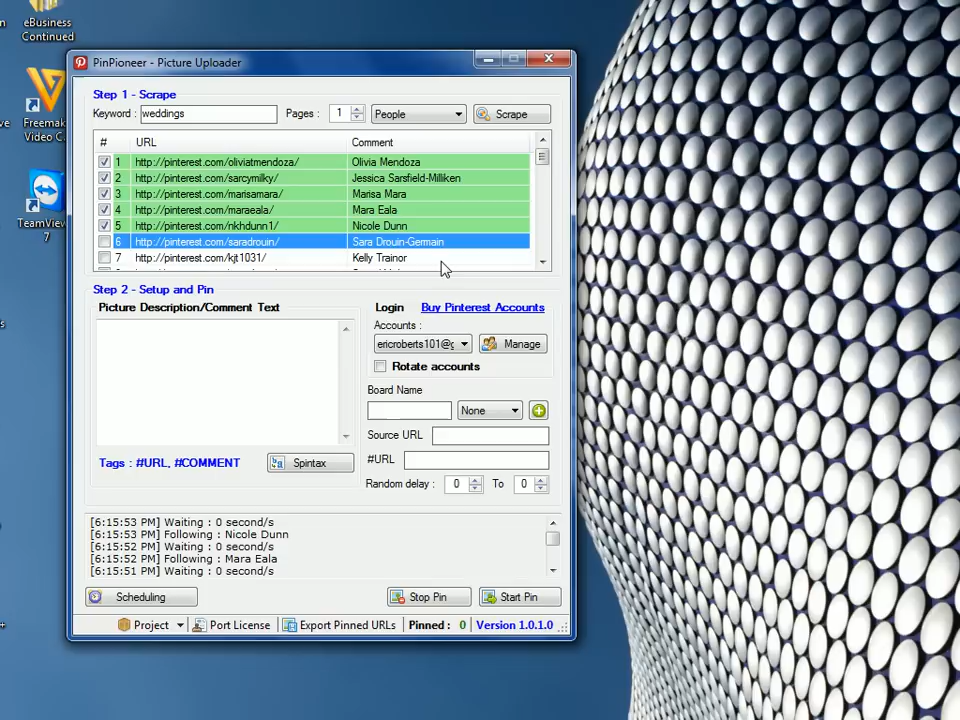 eBusiness
Continued
Freemak
Video C.
TeamView
7
PinPioneer - Picture Uploader
Step 1 - Scrape
Keyword : weddings Pages : 1 People Scrape
# URL Comment
1 http://pinterest.com/oliviatmendoza/ Olivia Mendoza
2 http://pinterest.com/sarcymilky/ Jessica Sarsfield-Milliken
3 http://pinterest.com/marisamara/ Marisa Mara
4 http://pinterest.com/maraeala/ Mara Eala
5 http://pinterest.com/nkhdunn1/ Nicole Dunn
6 http://pinterest.com/saradrouin/ Sara Drouin-Germain
7 http://pinterest.com/kjt1031/ Kelly Trainor
Step 2 - Setup and Pin
Picture Description/Comment Text
Login Buy Pinterest Accounts
Accounts :
ericroberts101@g Manage
Rotate accounts
Board Name
None
Source URL
#URL
Tags : #URL, #COMMENT Spintax
Random delay : 0 To 0
[6:15:53 PM] Waiting : 0 second/s
[6:15:53 PM] Following : Nicole Dunn
[6:15:52 PM] Waiting : 0 second/s
[6:15:52 PM] Following : Mara Eala
[6:15:51 PM] Waiting : 0 second/s
Scheduling Stop Pin Start Pin
Project Port License Export Pinned URLs Pinned : 0 Version 1.0.1.0